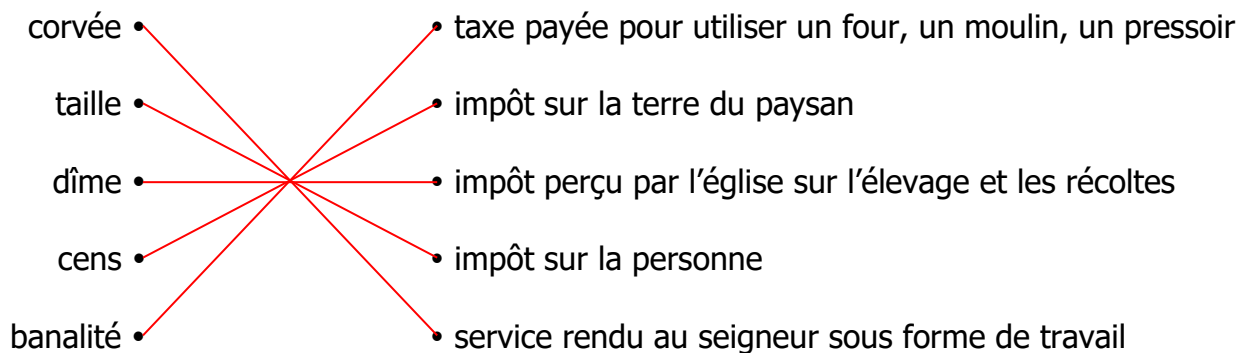 corvée • • taxe payée pour utiliser un four, un moulin, un pressoir
taille • • impôt sur la terre du paysan
dîme • • impôt perçu par l’église sur l’élevage et les récoltes
cens • • impôt sur la personne
banalité • • service rendu au seigneur sous forme de travail